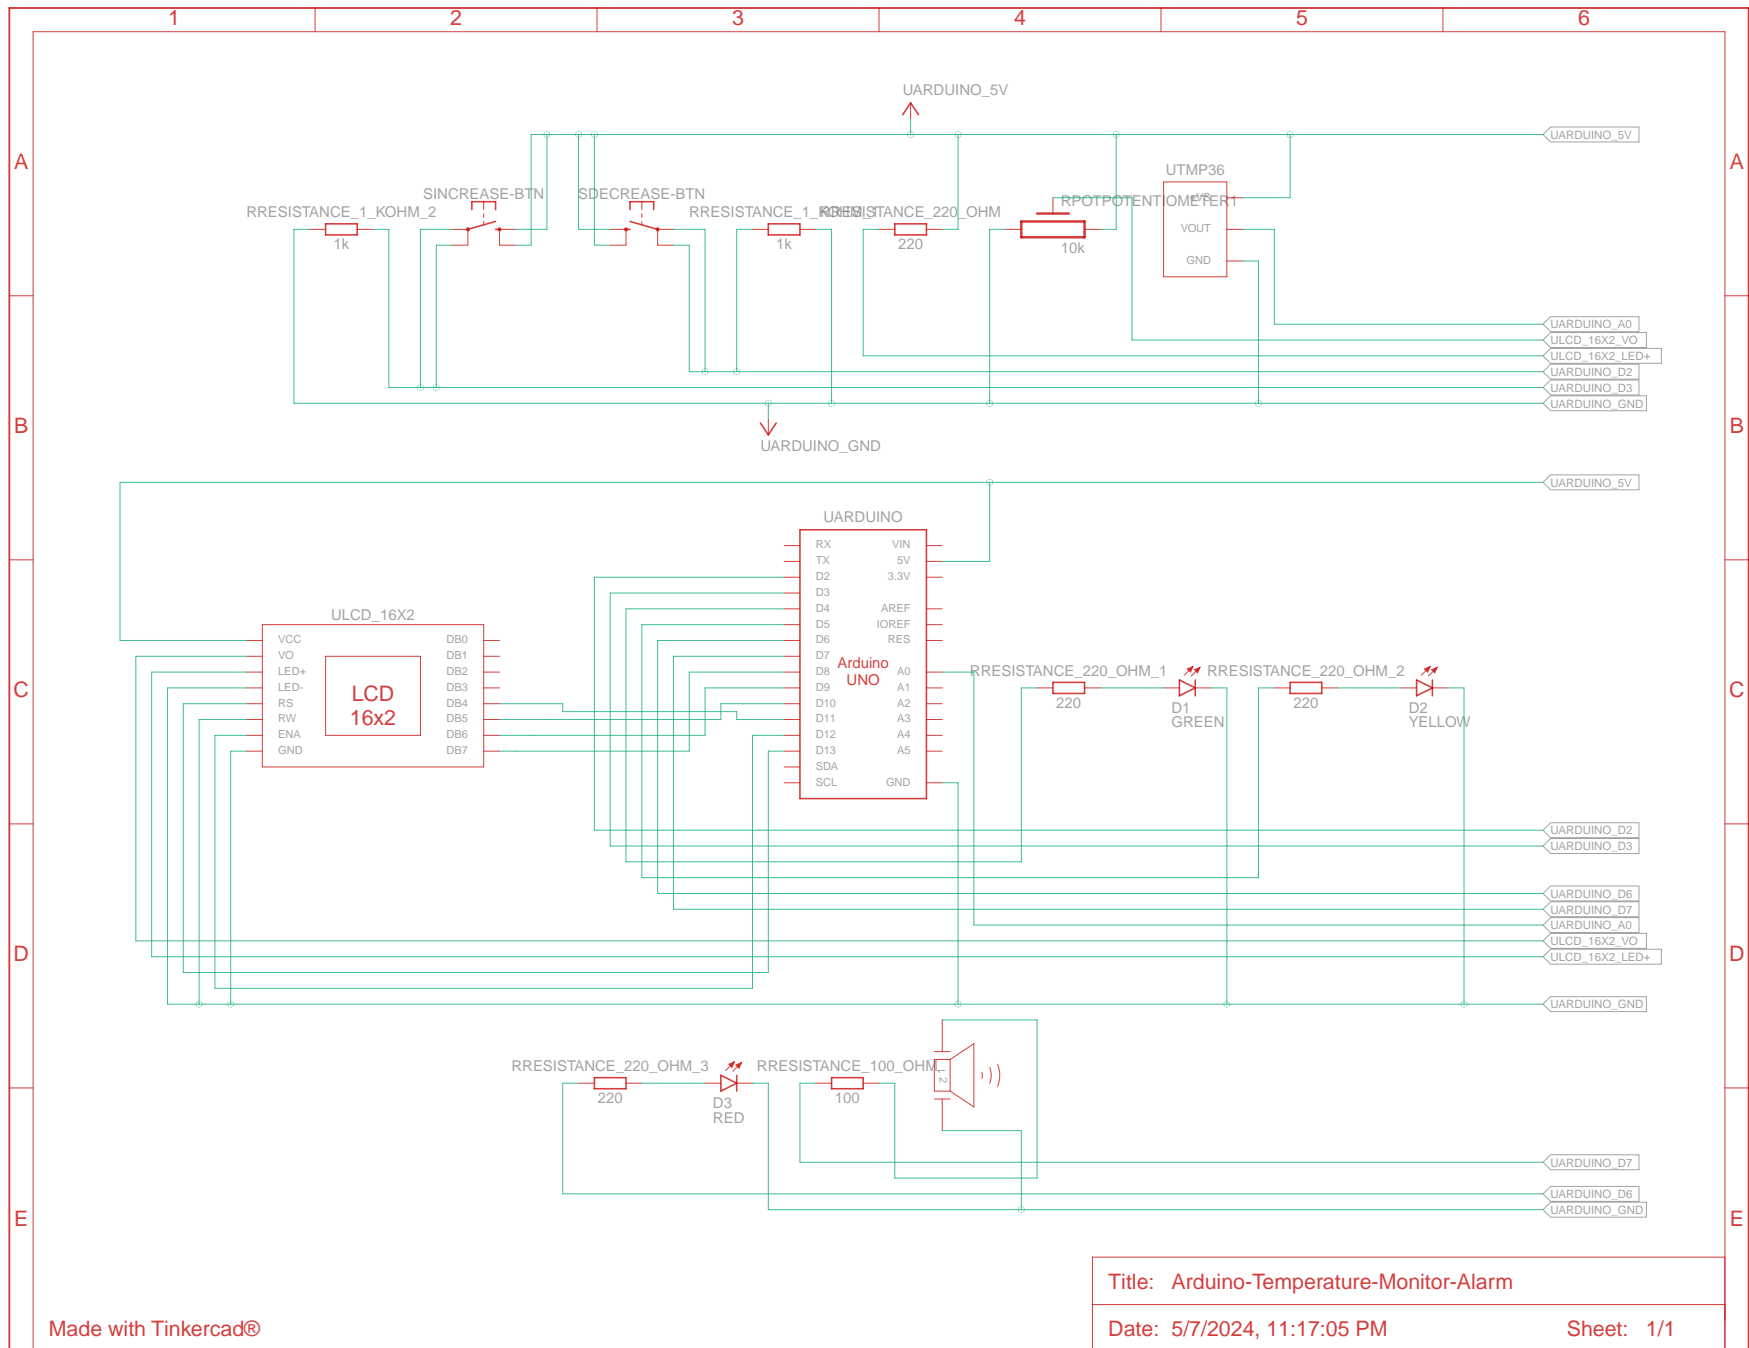 1 2 3 4 5 6
UARDUINO_5V
UARDUINO_5V
A A
UTMP36
SINCREASE-BTN SDECREASE-BTN
RRESISTANCE_1_KOHM_2 RRESISTANCE_1_KOHM_1 RRESISTANCE_220_OHM RPOTPOTENTIOMETER1 +VS
1k 1k 220 10k
VOUT
GND
UARDUINO_A0
ULCD_16X2_VO
ULCD_16X2_LED+
UARDUINO_D2
UARDUINO_D3
UARDUINO_GND
B B
UARDUINO_GND
UARDUINO_5V
UARDUINO
RX VIN
TX 5V
D2 3.3V
D3
D4 AREF
D5 IOREF
D6 RES
D7
D8 A0
D9 A1
D10 A2
D11 A3
D12 A4
D13 A5
SDA
SCL GND
Arduino
UNO
ULCD_16X2
VCC DB0
VO DB1
LED+ DB2
LED- DB3
RS DB4
RW DB5
ENA DB6
GND DB7
LCD
16x2
C C
RRESISTANCE_220_OHM_1 RRESISTANCE_220_OHM_2
220 220
D1
GREEN
D2
YELLOW
UARDUINO_D2
UARDUINO_D3
UARDUINO_D6
UARDUINO_D7
UARDUINO_A0
ULCD_16X2_VO
ULCD_16X2_LED+
D D
UARDUINO_GND
RRESISTANCE_220_OHM_3 RRESISTANCE_100_OHM
220 100
D3
RED
2
UARDUINO_D7
UARDUINO_D6
UARDUINO_GND
E E
Title: Arduino-Temperature-Monitor-Alarm
Made with Tinkercad®
Date: 5/7/2024, 11:17:05 PM Sheet: 1/1